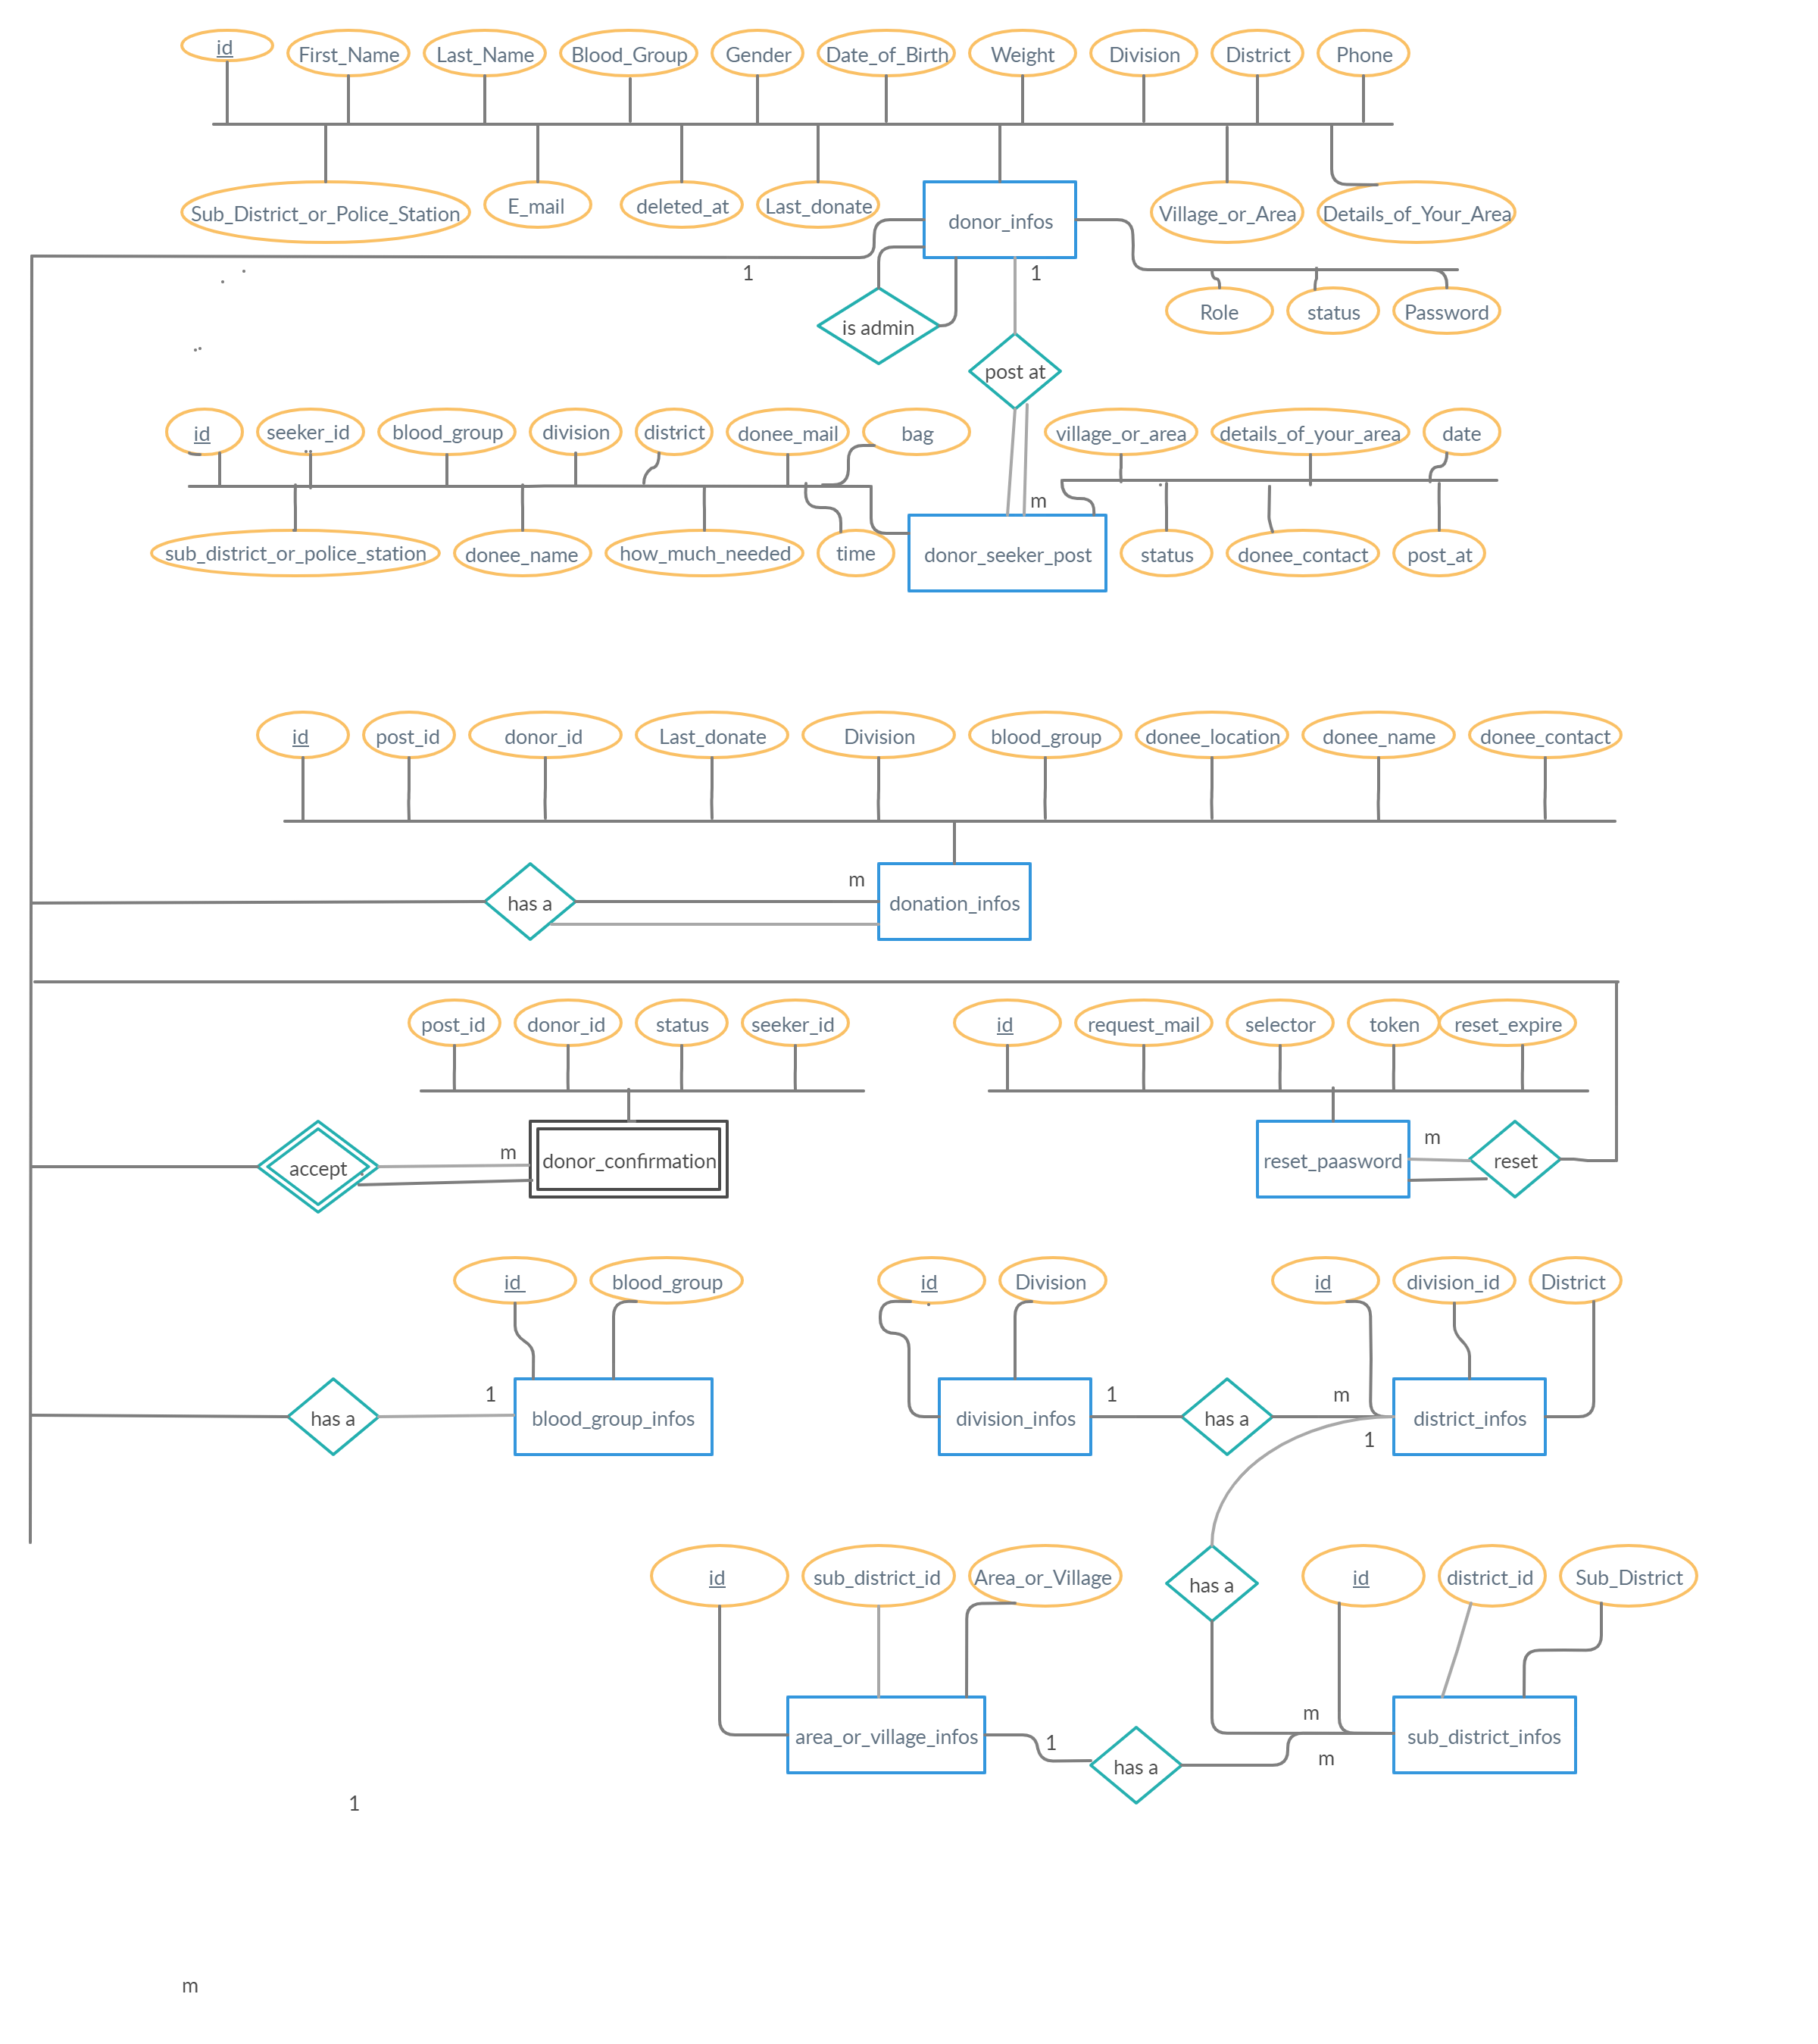 id
First_Name
Last_Name
Blood_Group
Gender
Date_of_Birth
Weight
Division
District
Phone
Sub_District_or_Police_Station
E_mail
deleted_at
Last_donate
donor_infos
Village_or_Area
Details_of_Your_Area
1
1
is admin
Role
status
Password
post at
id
seeker_id
blood_group
division
district
donee_mail
bag
village_or_area
details_of_your_area
date
m
sub_district_or_police_station
donee_name
how_much_needed
time
donor_seeker_post
status
donee_contact
post_at
id
post_id
donor_id
Last_donate
Division
blood_group
donee_location
donee_name
donee_contact
has a
m
donation_infos
post_id
donor_id
status
seeker_id
id
request_mail
selector
token
reset_expire
accept
m
donor_confirmation
reset_paasword
m
reset
id
blood_group
id
Division
id
division_id
District
has a
1
blood_group_infos
division_infos
1
has a
m
district_infos
1
id
sub_district_id
Area_or_Village
has a
id
district_id
Sub_District
area_or_village_infos
1
has a
m
m
sub_district_infos
1
m